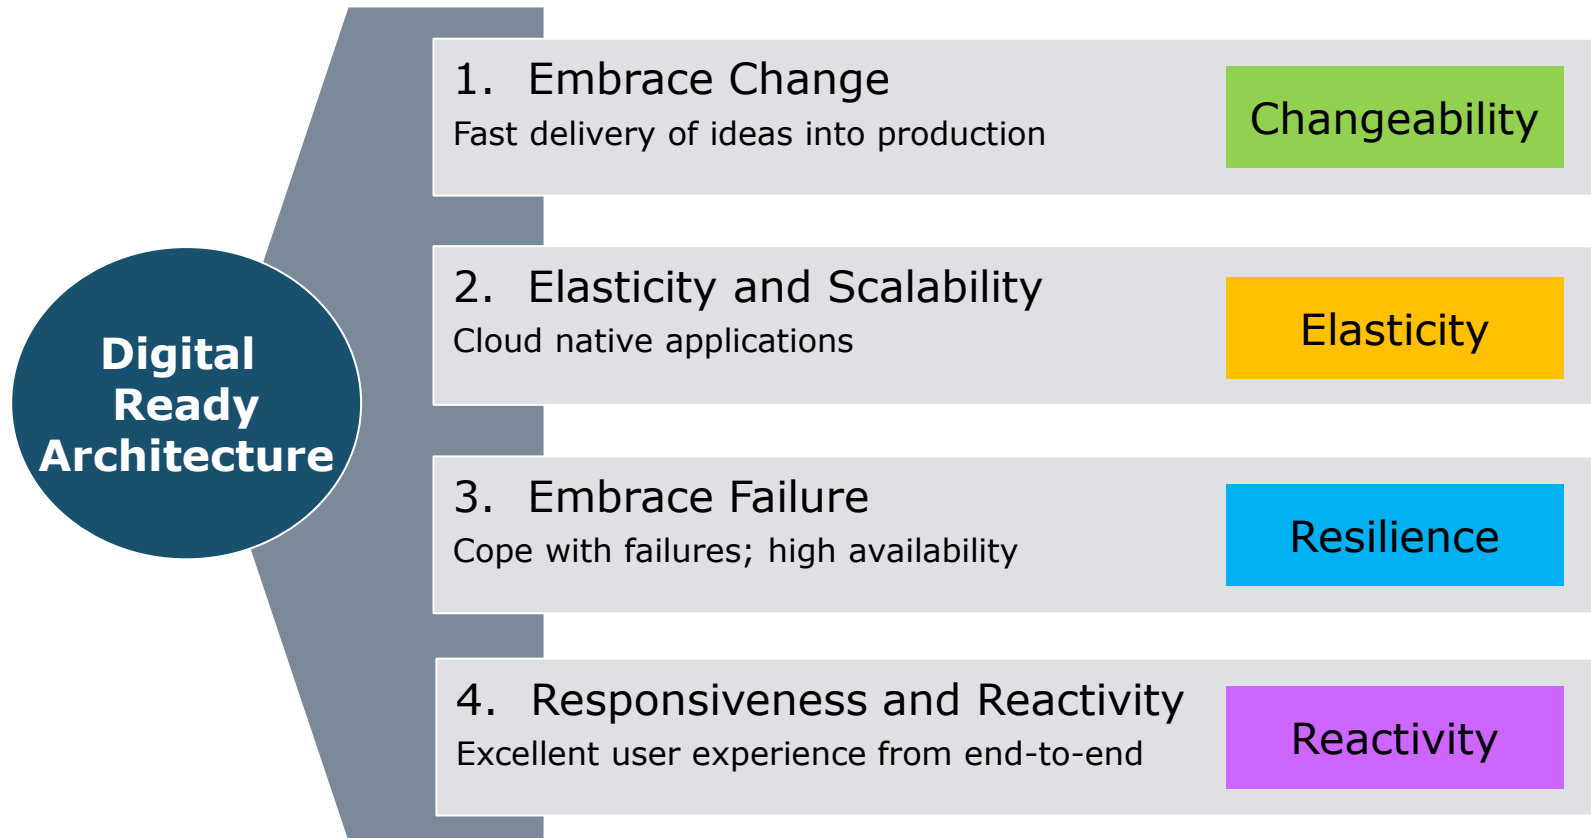 Digital
Ready
Architecture
1. Embrace Change
Fast delivery of ideas into production
Changeability
2. Elasticity and Scalability
Cloud native applications
Elasticity
3. Embrace Failure
Cope with failures; high availability
Resilience
4. Responsiveness and Reactivity
Excellent user experience from end-to-end
Reactivity